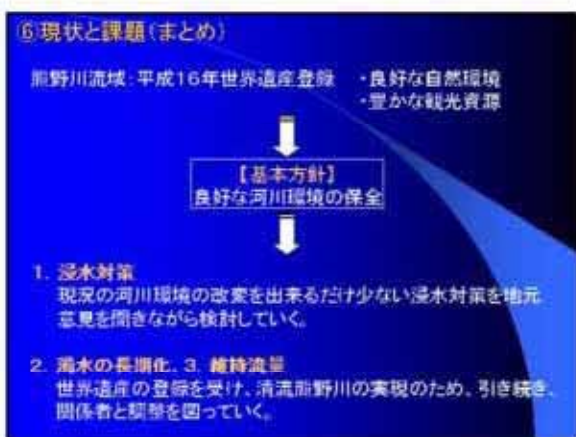 ⑥現状と課題(まとめ)
熊野川流域:平成16年世界遺産登録 ・良好な自然環境
・豊かな観光資源
【基本方針】
良好な河川環境の保全
1. 浸水対策
現況の河川環境の改変を出来るだけ少ない浸水対策を地元
意見を聞きながら検討していく。
2. 濁水の長期化、3. 維持流量
世界遺産の登録を受け、清流熊野川の実現のため、引き続き、
関係者と調整を図っていく。